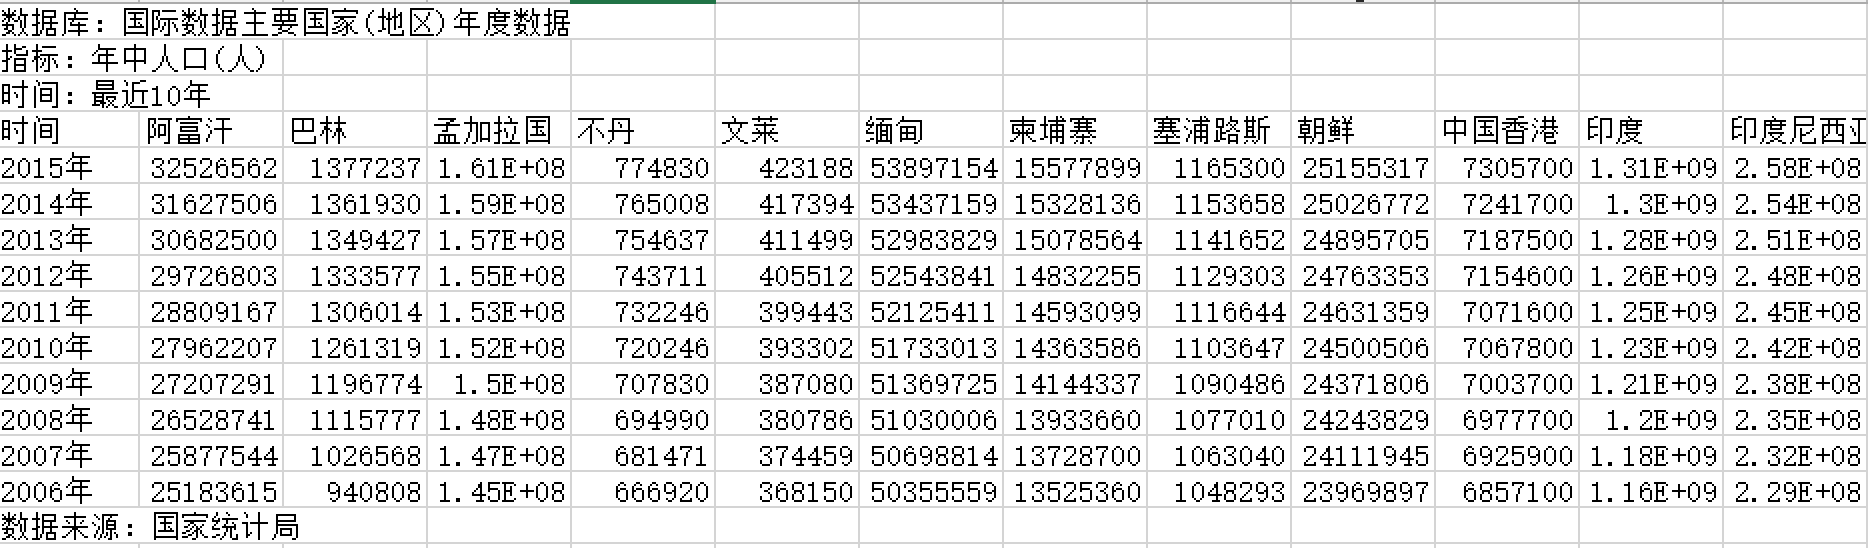 数据库：国际数据主要国家(地区)年度数据
指标：年中人口(人)
时间：最近10年
时间 阿富汗 巴林 孟加拉国 不丹 文莱 缅甸 柬埔寨 塞浦路斯 朝鲜 中国香港 印度 印度尼西亚
2015年 32526562 1377237 1.61E+08 774830 423188 53897154 15577899 1165300 25155317 7305700 1.31E+09 2.58E+08
2014年 31627506 1361930 1.59E+08 765008 417394 53437159 15328136 1153658 25026772 7241700 1.3E+09 2.54E+08
2013年 30682500 1349427 1.57E+08 754637 411499 52983829 15078564 1141652 24895705 7187500 1.28E+09 2.51E+08
2012年 29726803 1333577 1.55E+08 743711 405512 52543841 14832255 1129303 24763353 7154600 1.26E+09 2.48E+08
2011年 28809167 1306014 1.53E+08 732246 399443 52125411 14593099 1116644 24631359 7071600 1.25E+09 2.45E+08
2010年 27962207 1261319 1.52E+08 720246 393302 51733013 14363586 1103647 24500506 7067800 1.23E+09 2.42E+08
2009年 27207291 1196774 1.5E+08 707830 387080 51369725 14144337 1090486 24371806 7003700 1.21E+09 2.38E+08
2008年 26528741 1115777 1.48E+08 694990 380786 51030006 13933660 1077010 24243829 6977700 1.2E+09 2.35E+08
2007年 25877544 1026568 1.47E+08 681471 374459 50698814 13728700 1063040 24111945 6925900 1.18E+09 2.32E+08
2006年 25183615 940808 1.45E+08 666920 368150 50355559 13525360 1048293 23969897 6857100 1.16E+09 2.29E+08
数据来源：国家统计局